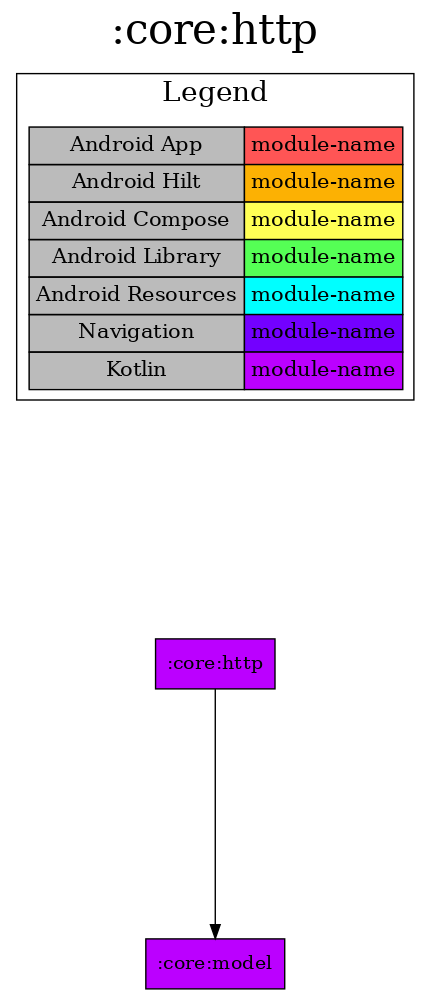 :core:http
Legend
Android App module-name
Android Hilt module-name
Android Compose module-name
Android Library module-name
Android Resources module-name
Navigation module-name
Kotlin module-name
:core:http
:core:model